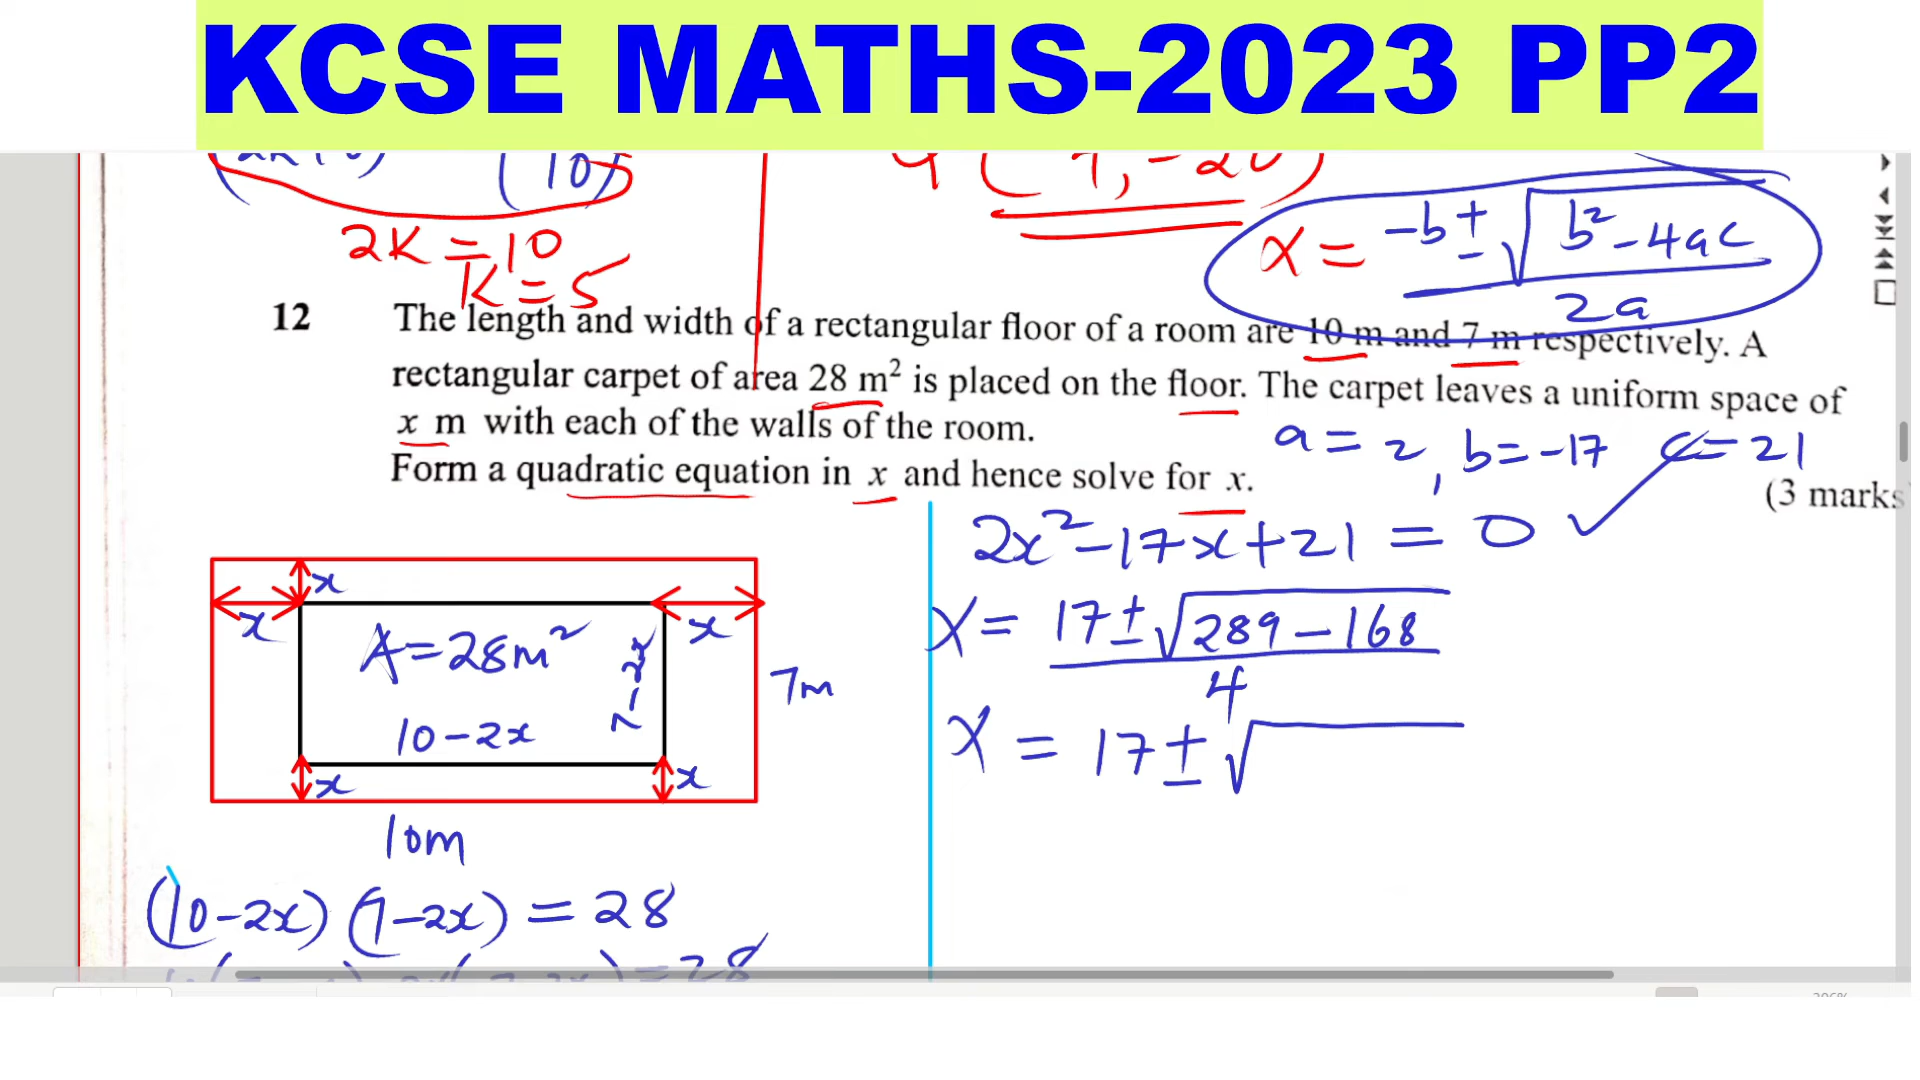 KCSE MATHS-2023 PP2
10
2K = 10
K = 5
x = -b ± √b² - 4ac
2a
12 The length and width of a rectangular floor of a room are 10 m and 7 m respectively. A
rectangular carpet of area 28 m² is placed on the floor. The carpet leaves a uniform space of
x m with each of the walls of the room.
Form a quadratic equation in x and hence solve for x.
(3 marks
a = 2, b = -17 c = 21
x
x
x
A = 28m²
7-2x
10-2x
7m
x
x
10m
(10-2x) (7-2x) = 28
= 28
2x² - 17x + 21 = 0
x = 17 ± √289 - 168
4
x = 17 ± √